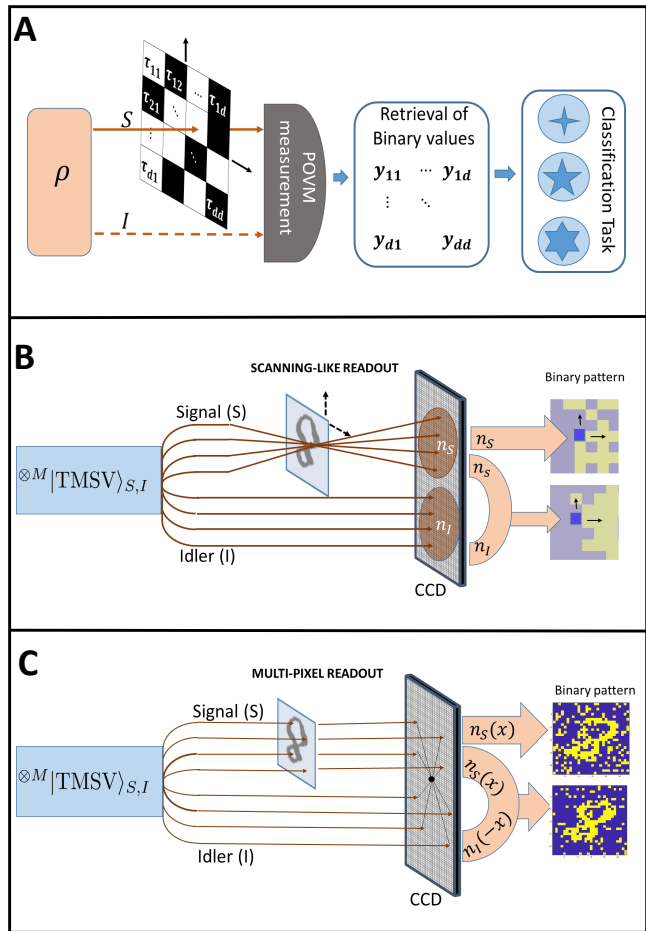 A
τ₁₁ τ₁₂ ... τ₁d
τ₂₁ ⋱
⋮ ⋱
τd₁ τdd
ρ
S
I
POVM
measurement
Retrieval of
Binary values
y₁₁ ... y₁d
⋮ ⋱
yd₁ ydd
Classification Task
B
SCANNING-LIKE READOUT
Binary pattern
Signal (S)
⊗M|TMSV⟩S,I
nS
nS
nS
nI
nI
Idler (I)
CCD
C
MULTI-PIXEL READOUT
Binary pattern
Signal (S)
⊗M|TMSV⟩S,I
nS(x)
nS(x)
nI(−x)
Idler (I)
CCD